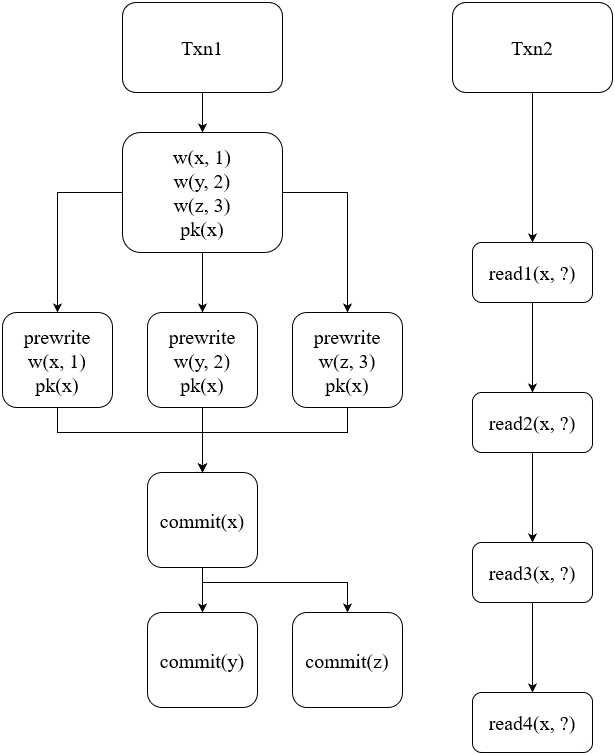 Txn1
Txn2
w(x, 1)
w(y, 2)
w(z, 3)
pk(x)
read1(x, ?)
prewrite
w(x, 1)
pk(x)
prewrite
w(y, 2)
pk(x)
prewrite
w(z, 3)
pk(x)
read2(x, ?)
commit(x)
read3(x, ?)
commit(y)
commit(z)
read4(x, ?)